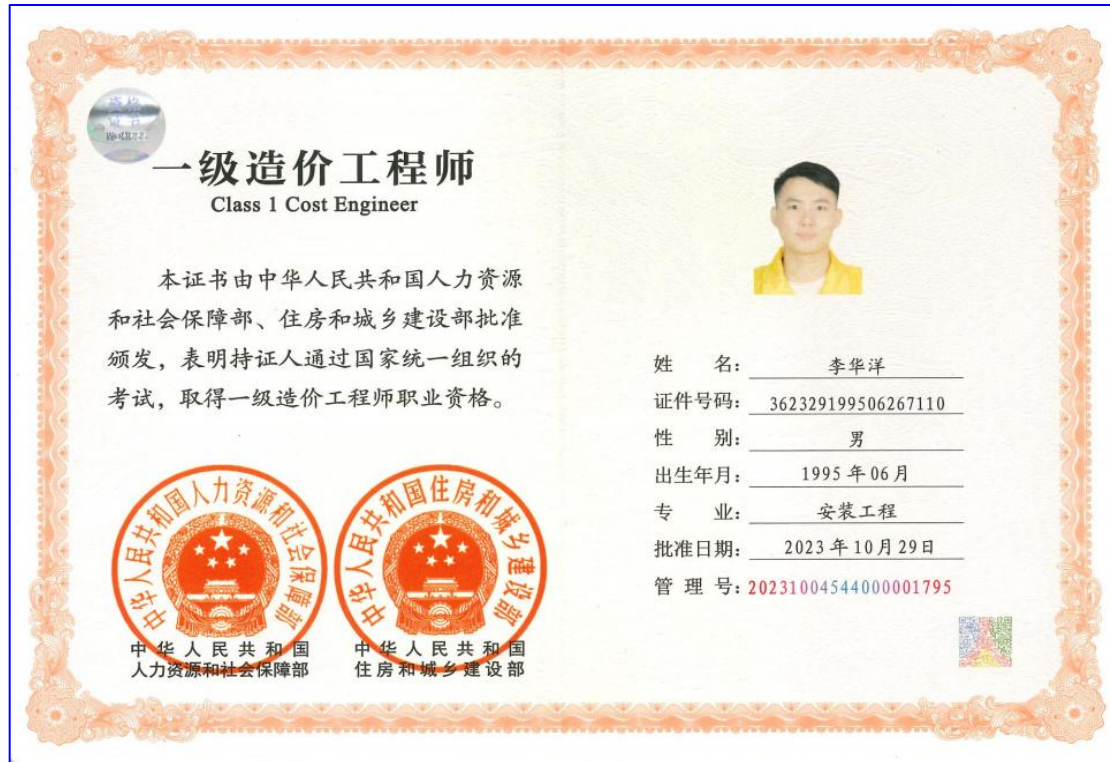 资格
证书
一级造价工程师
Class 1 Cost Engineer
本证书由中华人民共和国人力资源
和社会保障部、住房和城乡建设部批准
颁发，表明持证人通过国家统一组织的
考试，取得一级造价工程师职业资格。
中华人民共和国人力资源和社会保障部
中华人民共和国住房和城乡建设部
中华人民共和国
人力资源和社会保障部
中华人民共和国
住房和城乡建设部
姓 名：李华洋
证件号码：362329199506267110
性 别：男
出生年月：1995年06月
专 业：安装工程
批准日期：2023年10月29日
管 理 号：20231004544000001795